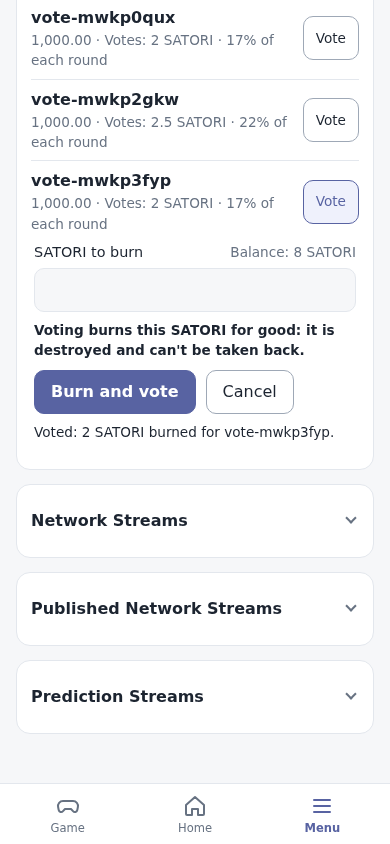 vote-mwkp0qux
1,000.00 · Votes: 2 SATORI · 17% of
each round
Vote
vote-mwkp2gkw
1,000.00 · Votes: 2.5 SATORI · 22% of
each round
Vote
vote-mwkp3fyp
1,000.00 · Votes: 2 SATORI · 17% of
each round
Vote
SATORI to burn
Balance: 8 SATORI
Voting burns this SATORI for good: it is
destroyed and can't be taken back.
Burn and vote
Cancel
Voted: 2 SATORI burned for vote-mwkp3fyp.
Network Streams
Published Network Streams
Prediction Streams
Game
Home
Menu